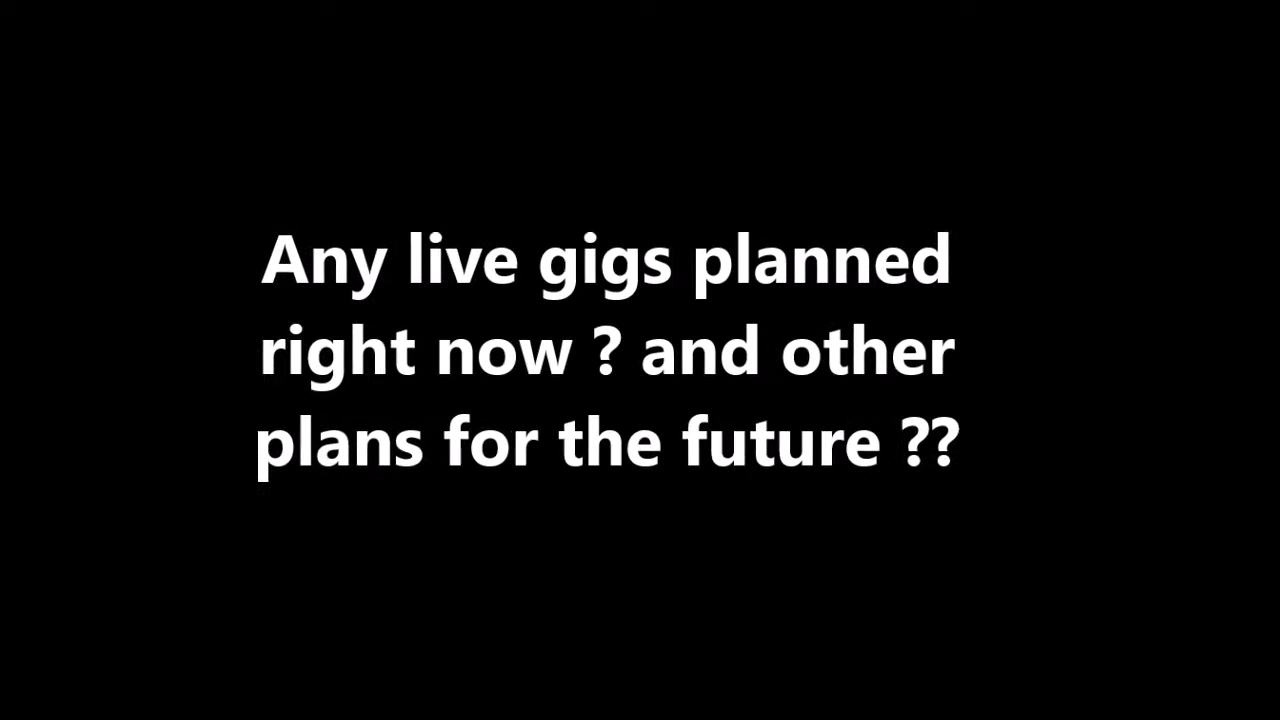 Any live gigs planned
right now ? and other
plans for the future ??